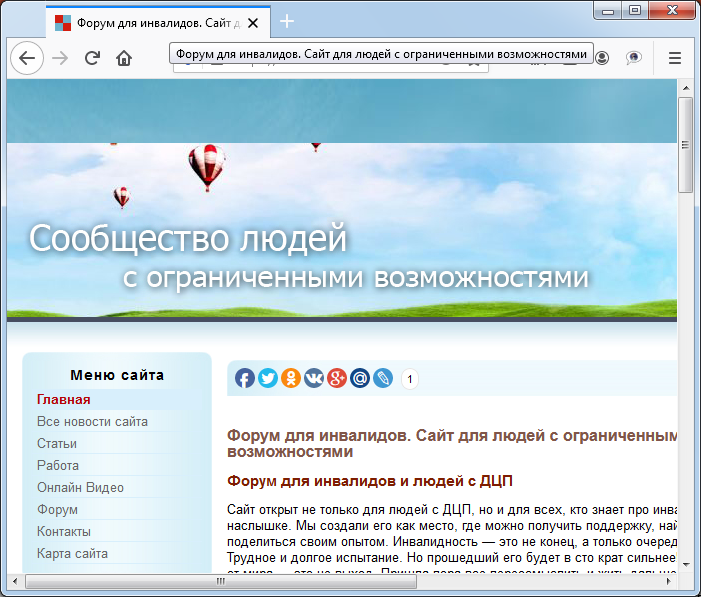 Форум для инвалидов. Сайт д
Форум для инвалидов. Сайт для людей с ограниченными возможностями
Сообщество людей
с ограниченными возможностями
Меню сайта
Главная
Все новости сайта
Статьи
Работа
Онлайн Видео
Форум
Контакты
Карта сайта
1
Форум для инвалидов. Сайт для людей с ограниченным
возможностями
Форум для инвалидов и людей с ДЦП
Сайт открыт не только для людей с ДЦП, но и для всех, кто знает про инва
наслышке. Мы создали его как место, где можно получить поддержку, най
поделиться своим опытом. Инвалидность — это не конец, а только очеред
Трудное и долгое испытание. Но прошедший его будет в сто крат сильнее
от мира — это не выход. Пришла пора все переосмыслить и жить дальше